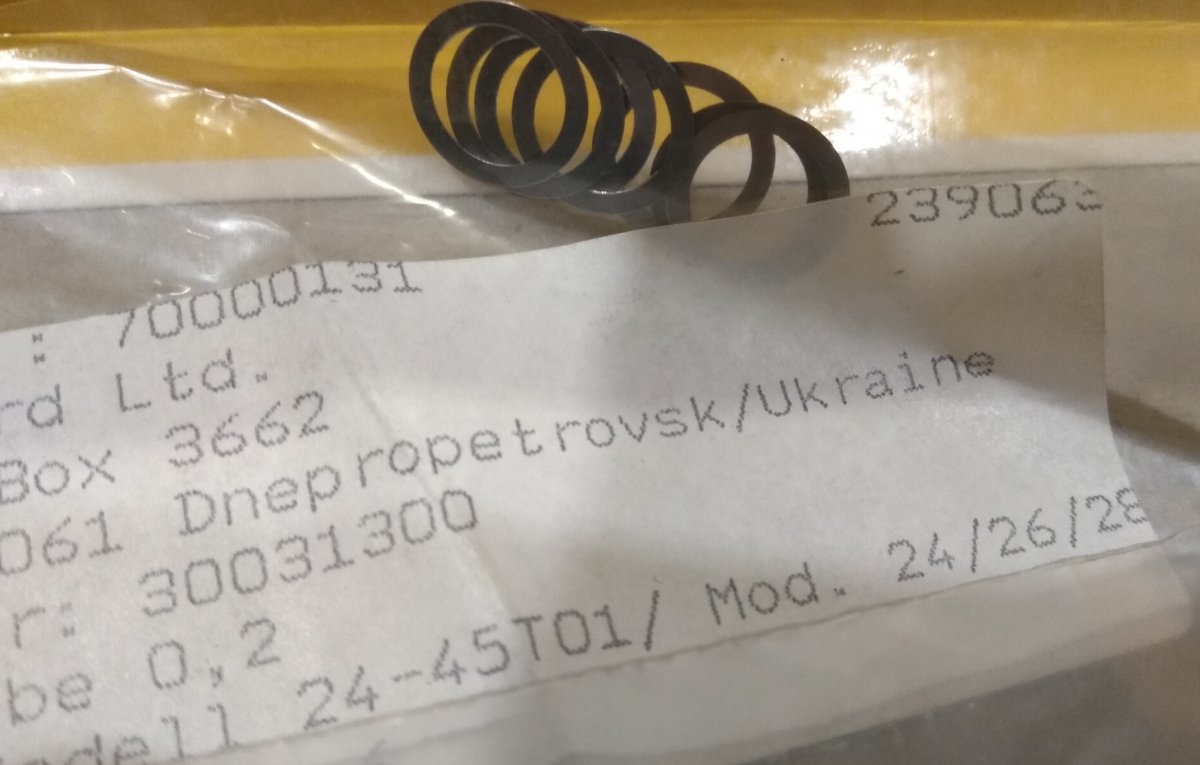 239063
: 70000131
rd Ltd.
Box 3662
061 Dnepropetrovsk/Ukraine
r: 30031300
be 0,2
odell 24-45T01/ Mod. 24/26/28